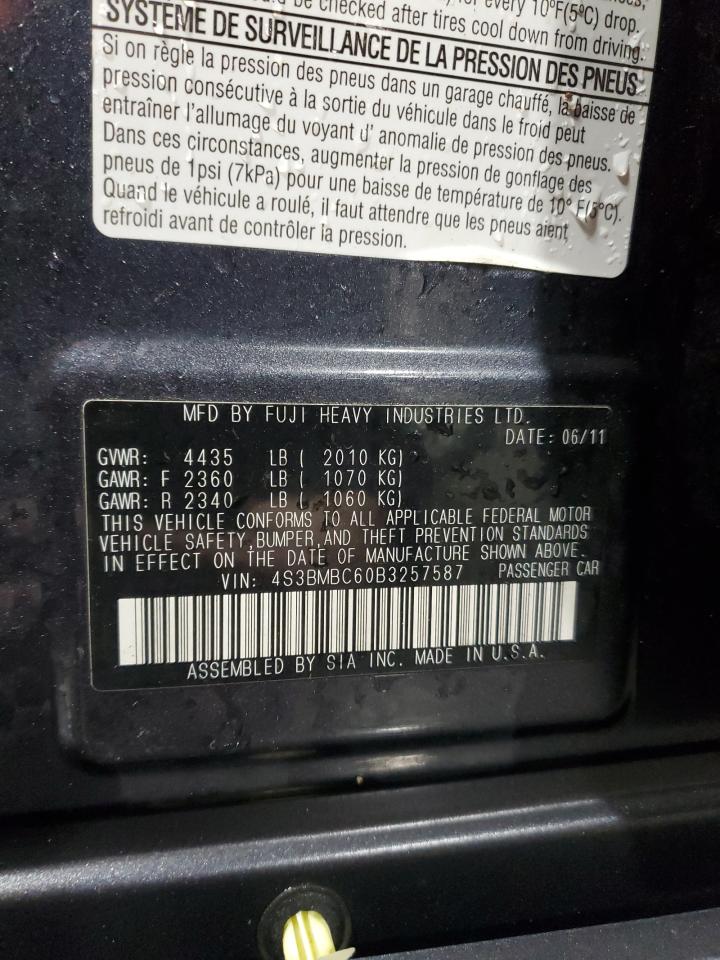 for every 10°F(5°C) drop.
be checked after tires cool down from driving.
SYSTÈME DE SURVEILLANCE DE LA PRESSION DES PNEUS
Si on règle la pression des pneus dans un garage chauffé, la baisse de
pression consécutive à la sortie du véhicule dans le froid peut
entraîner l'allumage du voyant d' anomalie de pression des pneus.
Dans ces circonstances, augmenter la pression de gonflage des
pneus de 1psi (7kPa) pour une baisse de température de 10° F(5°C).
Quand le véhicule a roulé, il faut attendre que les pneus aient
refroidi avant de contrôler la pression.
MFD BY FUJI HEAVY INDUSTRIES LTD.
DATE: 06/11
GVWR: 4435 LB ( 2010 KG)
GAWR: F 2360 LB ( 1070 KG)
GAWR: R 2340 LB ( 1060 KG)
THIS VEHICLE CONFORMS TO ALL APPLICABLE FEDERAL MOTOR
VEHICLE SAFETY,BUMPER,AND THEFT PREVENTION STANDARDS
IN EFFECT ON THE DATE OF MANUFACTURE SHOWN ABOVE.
VIN: 4S3BMBC60B3257587 PASSENGER CAR
ASSEMBLED BY SIA INC. MADE IN U.S.A.